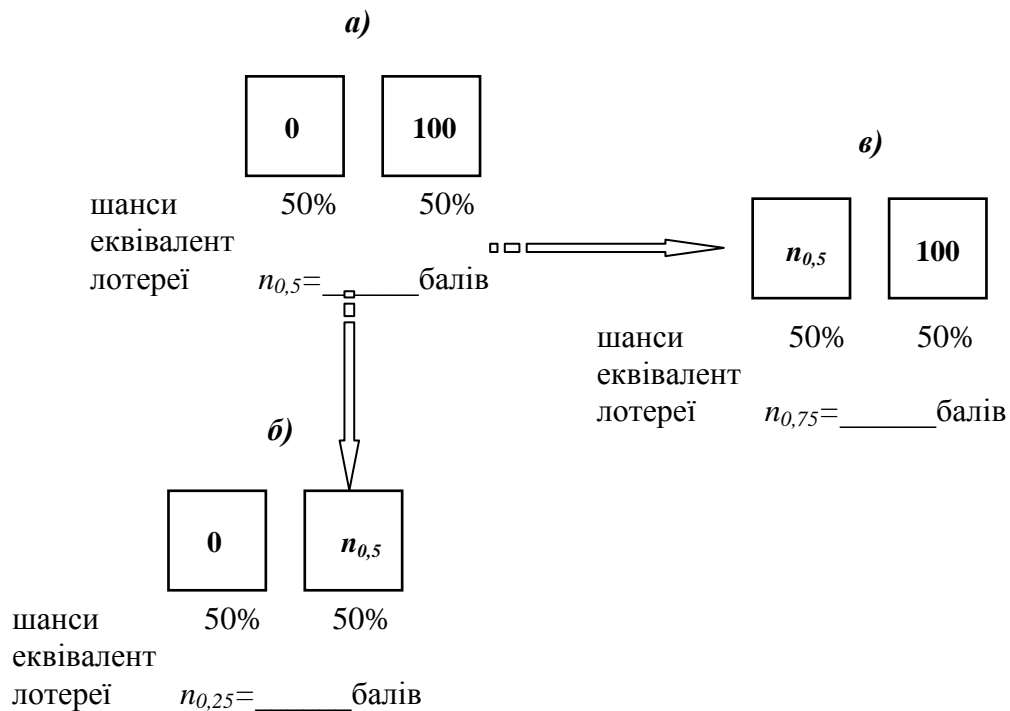 а)
0 100
шанси 50% 50%
еквівалент
лотереї n0,5=______балів
в)
n0,5 100
шанси 50% 50%
еквівалент
лотереї n0,75=______балів
б)
0 n0,5
шанси 50% 50%
еквівалент
лотереї n0,25=______балів